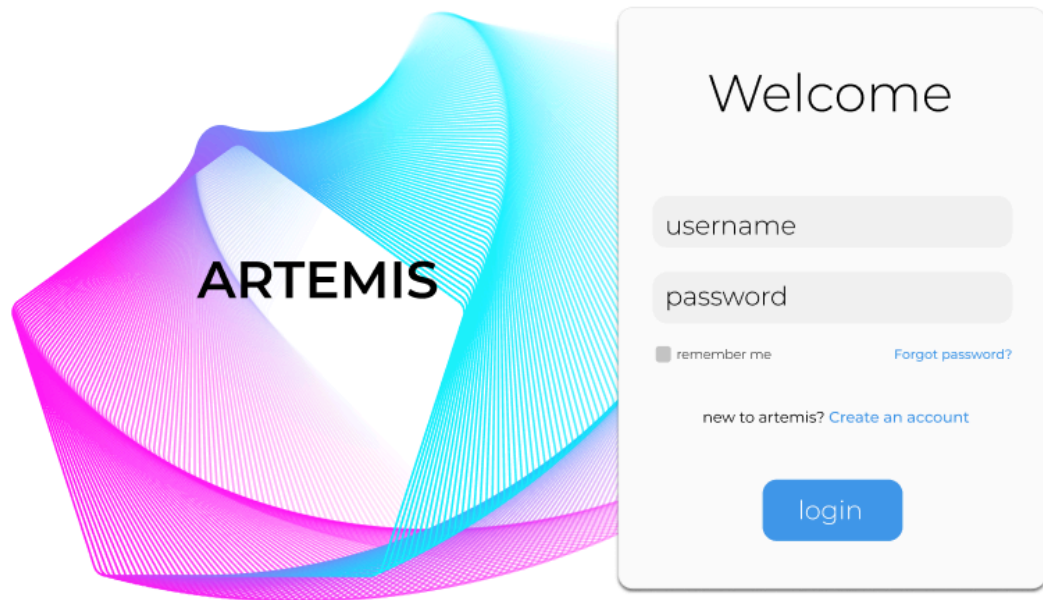 ARTEMIS
Welcome
username
password
remember me
Forgot password?
new to artemis? Create an account
login